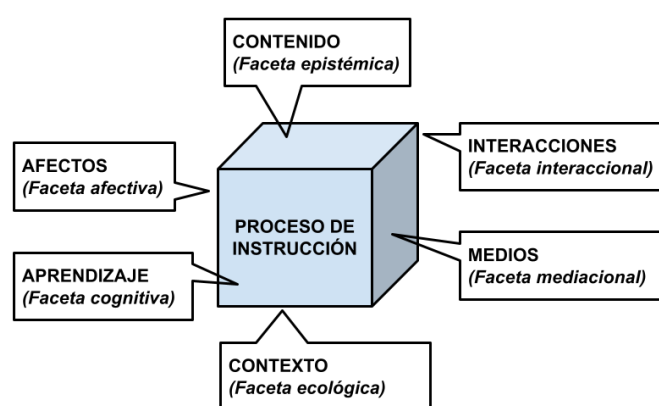 CONTENIDO
(Faceta epistémica)
AFECTOS
(Faceta afectiva)
INTERACCIONES
(Faceta interaccional)
PROCESO DE
INSTRUCCIÓN
APRENDIZAJE
(Faceta cognitiva)
MEDIOS
(Faceta mediacional)
CONTEXTO
(Faceta ecológica)